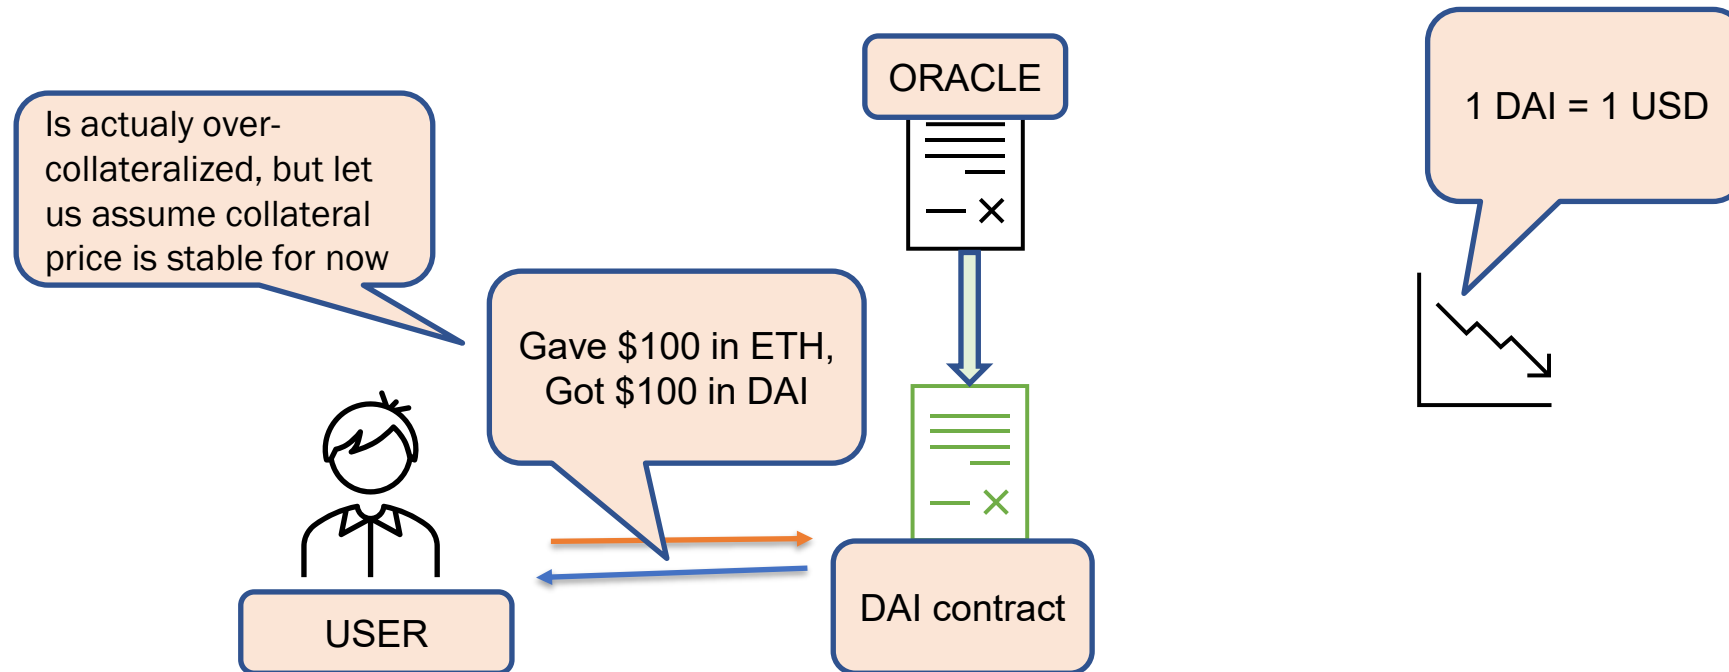 ORACLE
1 DAI = 1 USD
Is actualy over-
collateralized, but let
us assume collateral
price is stable for now
Gave $100 in ETH,
Got $100 in DAI
USER
DAI contract